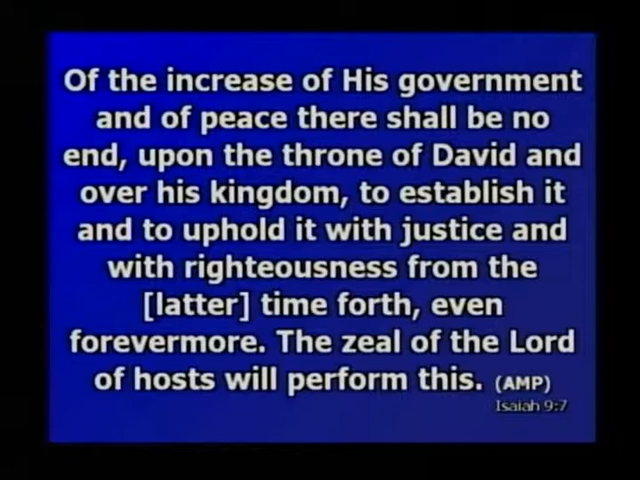 Of the increase of His government
and of peace there shall be no
end, upon the throne of David and
over his kingdom, to establish it
and to uphold it with justice and
with righteousness from the
[latter] time forth, even
forevermore. The zeal of the Lord
of hosts will perform this. (AMP)
Isaiah 9:7